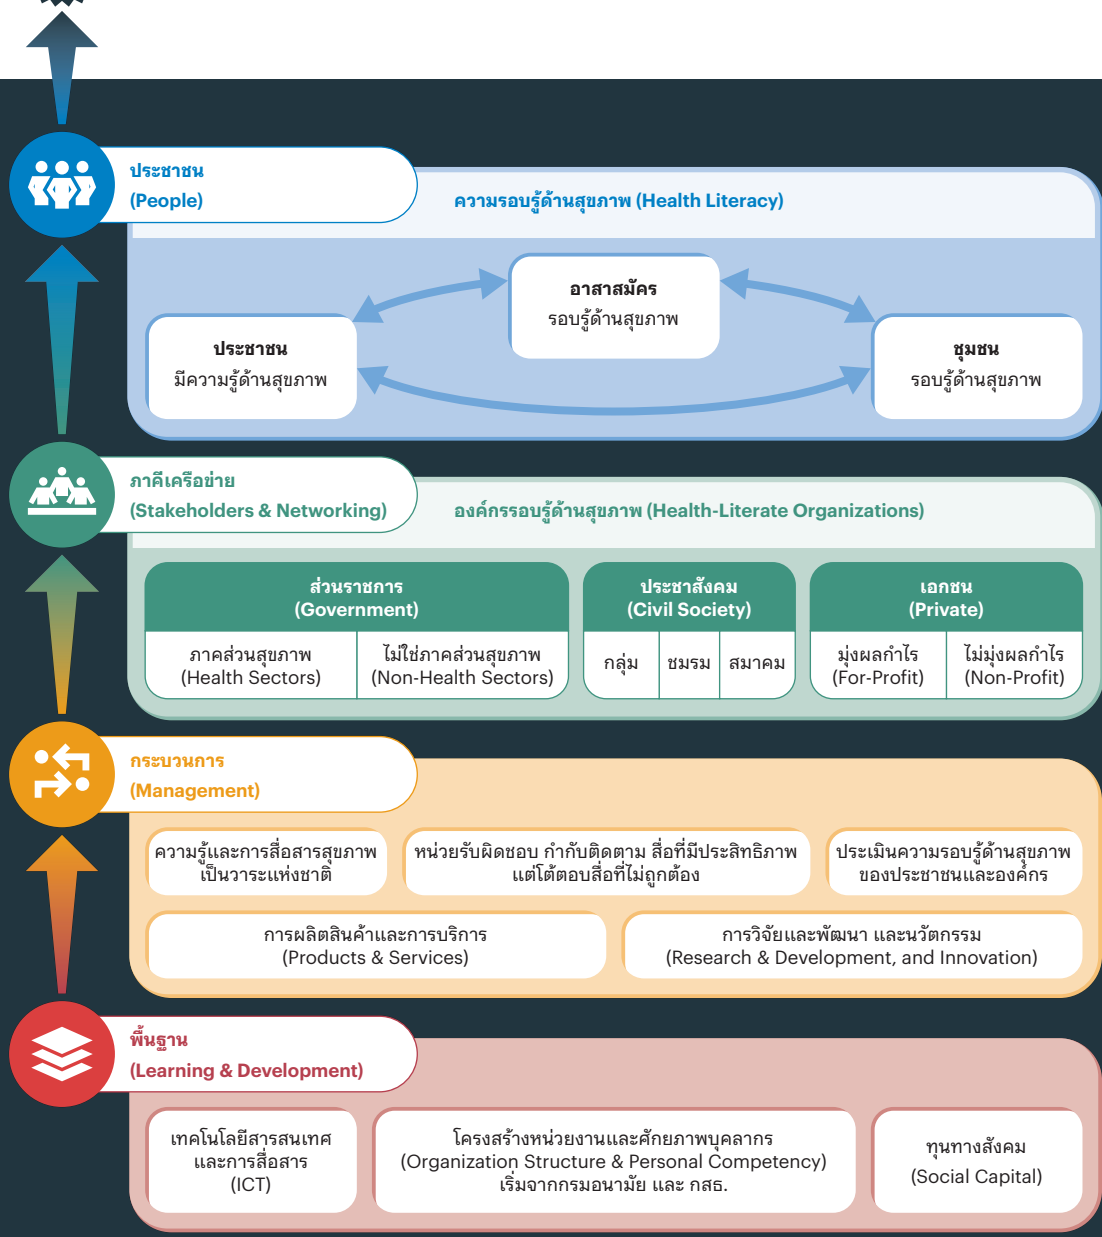 ประชาชน
(People)
ความรอบรู้ด้านสุขภาพ (Health Literacy)
อาสาสมัคร
รอบรู้ด้านสุขภาพ
ประชาชน
มีความรู้ด้านสุขภาพ
ชุมชน
รอบรู้ด้านสุขภาพ
ภาคีเครือข่าย
(Stakeholders & Networking)
องค์กรรอบรู้ด้านสุขภาพ (Health-Literate Organizations)
ส่วนราชการ
(Government)
ภาคส่วนสุขภาพ
(Health Sectors)
ไม่ใช่ภาคส่วนสุขภาพ
(Non-Health Sectors)
ประชาสังคม
(Civil Society)
กลุ่ม
ชมรม
สมาคม
เอกชน
(Private)
มุ่งผลกำไร
(For-Profit)
ไม่มุ่งผลกำไร
(Non-Profit)
กระบวนการ
(Management)
ความรู้และการสื่อสารสุขภาพ
เป็นวาระแห่งชาติ
หน่วยรับผิดชอบ กำกับติดตาม สื่อที่มีประสิทธิภาพ
แต่โต้ตอบสื่อที่ไม่ถูกต้อง
ประเมินความรอบรู้ด้านสุขภาพ
ของประชาชนและองค์กร
การผลิตสินค้าและการบริการ
(Products & Services)
การวิจัยและพัฒนา และนวัตกรรม
(Research & Development, and Innovation)
พื้นฐาน
(Learning & Development)
เทคโนโลยีสารสนเทศ
และการสื่อสาร
(ICT)
โครงสร้างหน่วยงานและศักยภาพบุคลากร
(Organization Structure & Personal Competency)
เริ่มจากกรมอนามัย และ กสธ.
ทุนทางสังคม
(Social Capital)